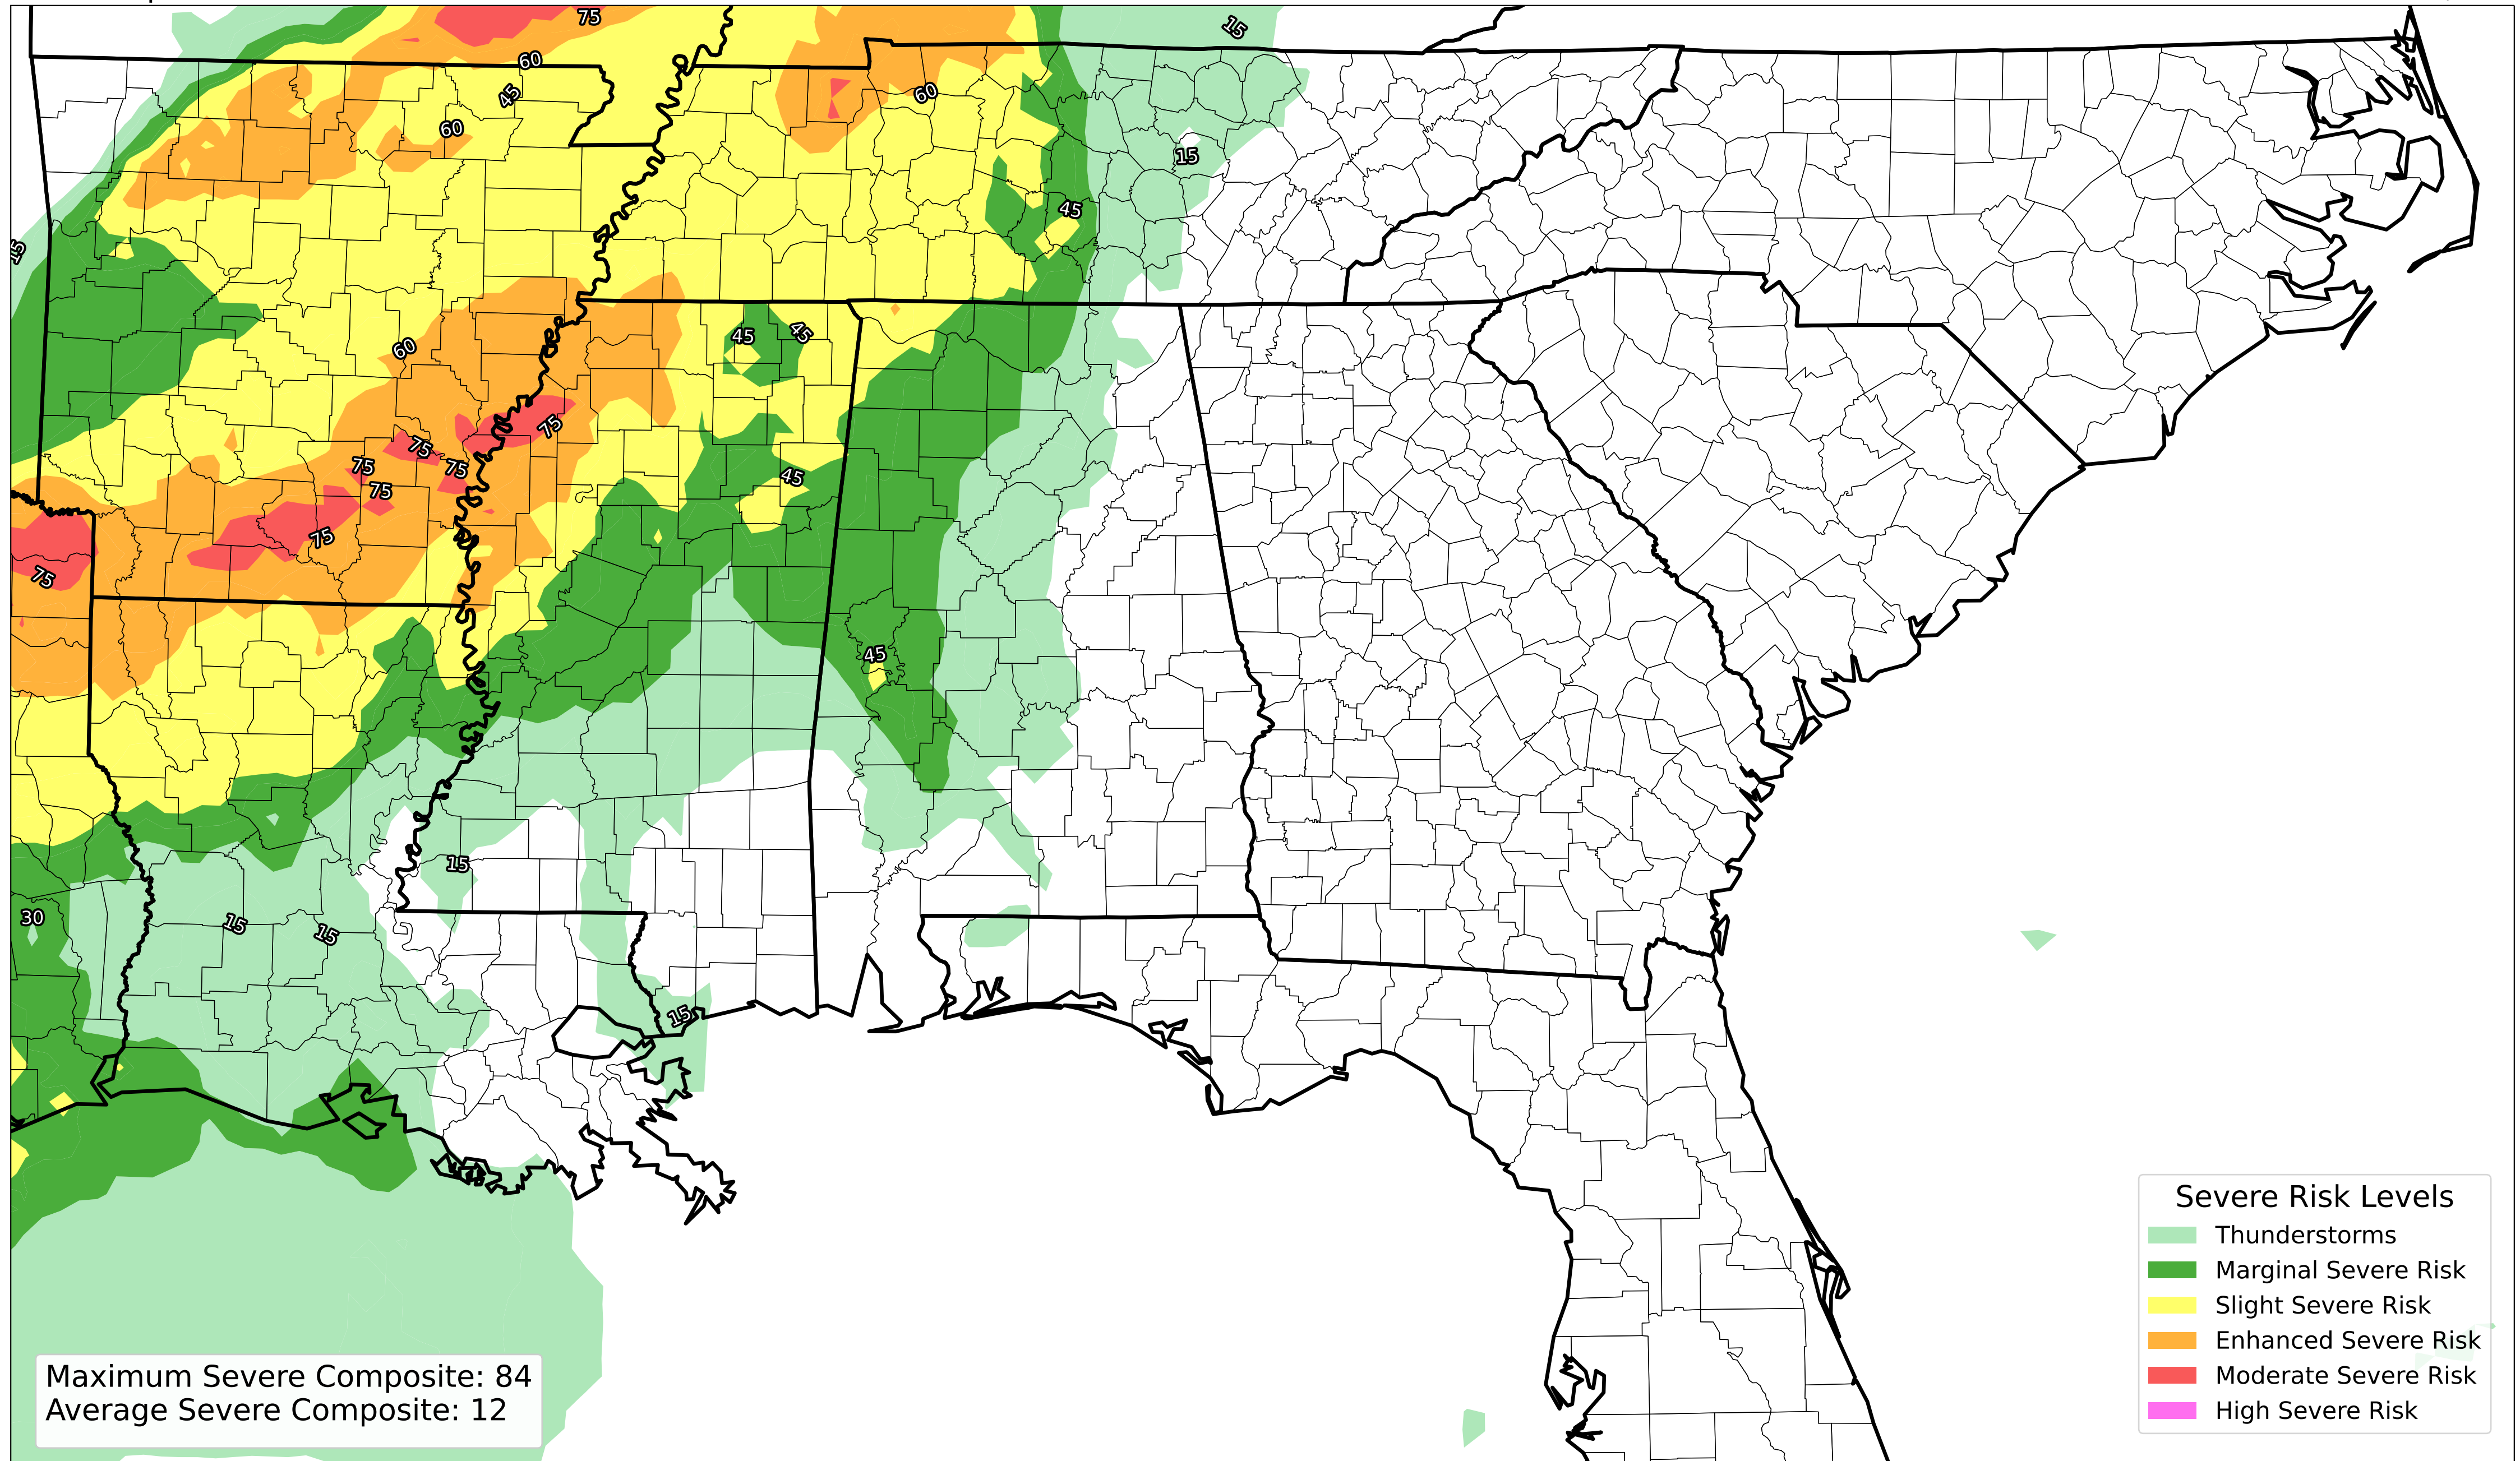 75
15
60
45
60
60
15
45
15
45
45
60
75
75
75
75
45
75
75
75
45
15
30
15
15
15
Severe Risk Levels
Thunderstorms
Marginal Severe Risk
Slight Severe Risk
Enhanced Severe Risk
Moderate Severe Risk
High Severe Risk
Maximum Severe Composite: 84
Average Severe Composite: 12